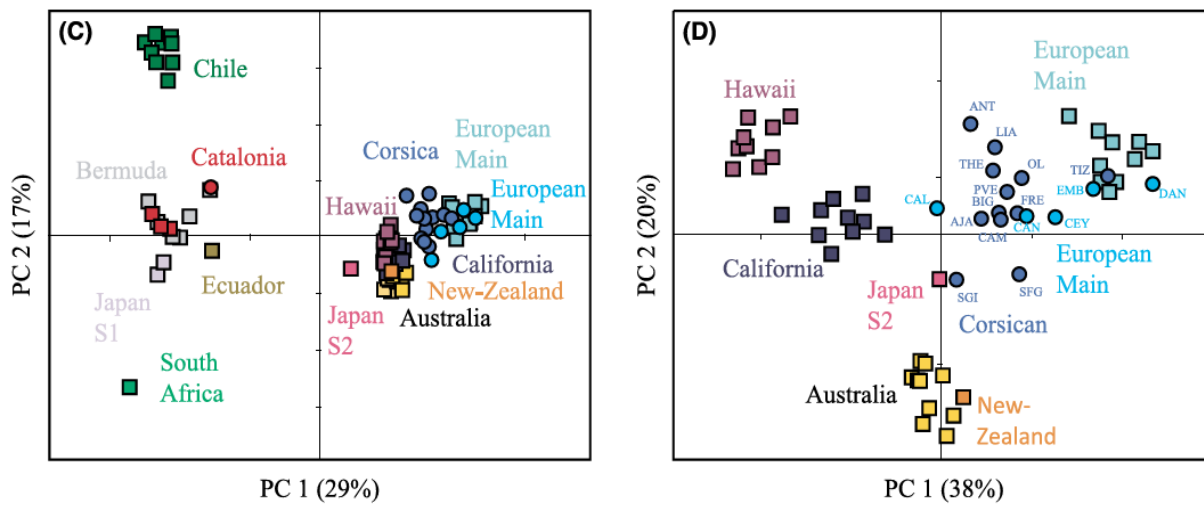 (C)
Chile
Bermuda
Catalonia
Corsica
European
Main
European
Main
Hawaii
California
New-Zealand
Australia
Ecuador
Japan
S1
Japan
S2
South
Africa
PC 2 (17%)
PC 1 (29%)
(D)
European
Main
Hawaii
ANT
LIA
THE
OL
TIZ
PVE
EMB
DAN
CAL
BIG
FRE
AJA
CAN
CEY
CAM
California
European
Main
Japan
S2
SGI
SFG
Corsican
Australia
New-
Zealand
PC 2 (20%)
PC 1 (38%)